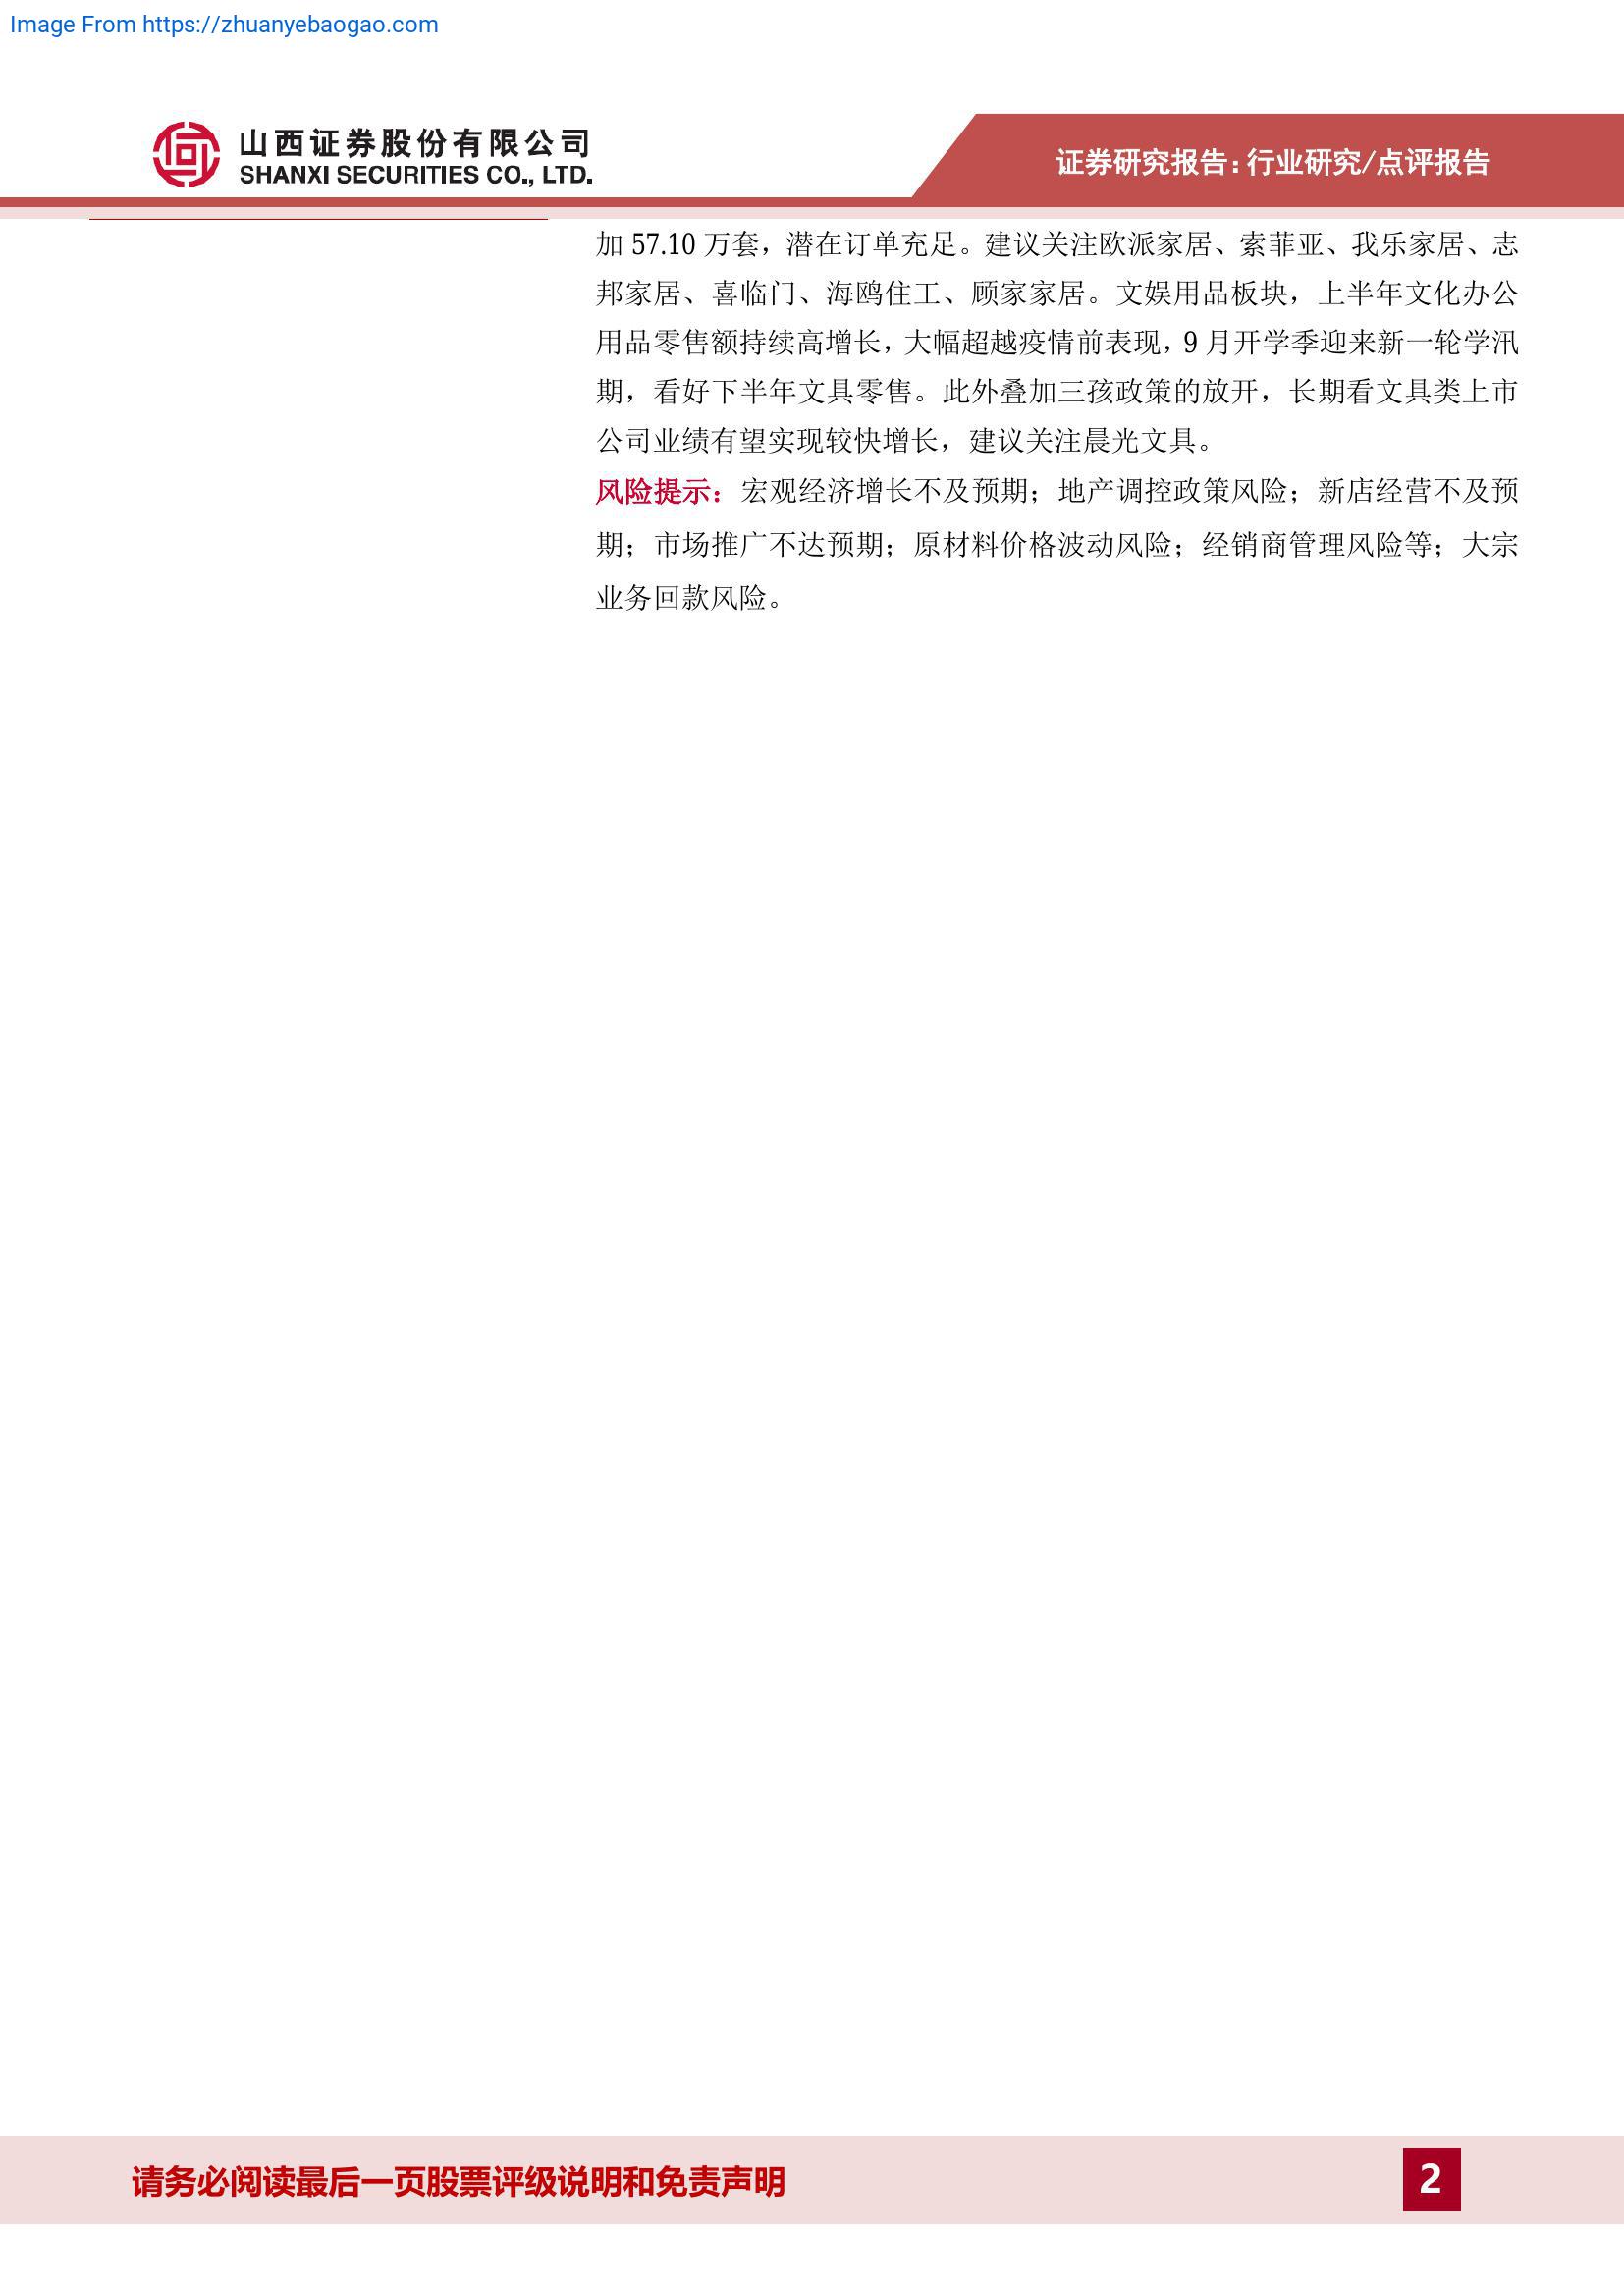 Image From https://zhuanyebaogao.com
山西证券股份有限公司
SHANXI SECURITIES CO., LTD.
证券研究报告：行业研究/点评报告
加 57.10 万套，潜在订单充足。建议关注欧派家居、索菲亚、我乐家居、志
邦家居、喜临门、海鸥住工、顾家家居。文娱用品板块，上半年文化办公
用品零售额持续高增长，大幅超越疫情前表现，9 月开学季迎来新一轮学汛
期，看好下半年文具零售。此外叠加三孩政策的放开，长期看文具类上市
公司业绩有望实现较快增长，建议关注晨光文具。
风险提示：宏观经济增长不及预期；地产调控政策风险；新店经营不及预
期；市场推广不达预期；原材料价格波动风险；经销商管理风险等；大宗
业务回款风险。
请务必阅读最后一页股票评级说明和免责声明
2